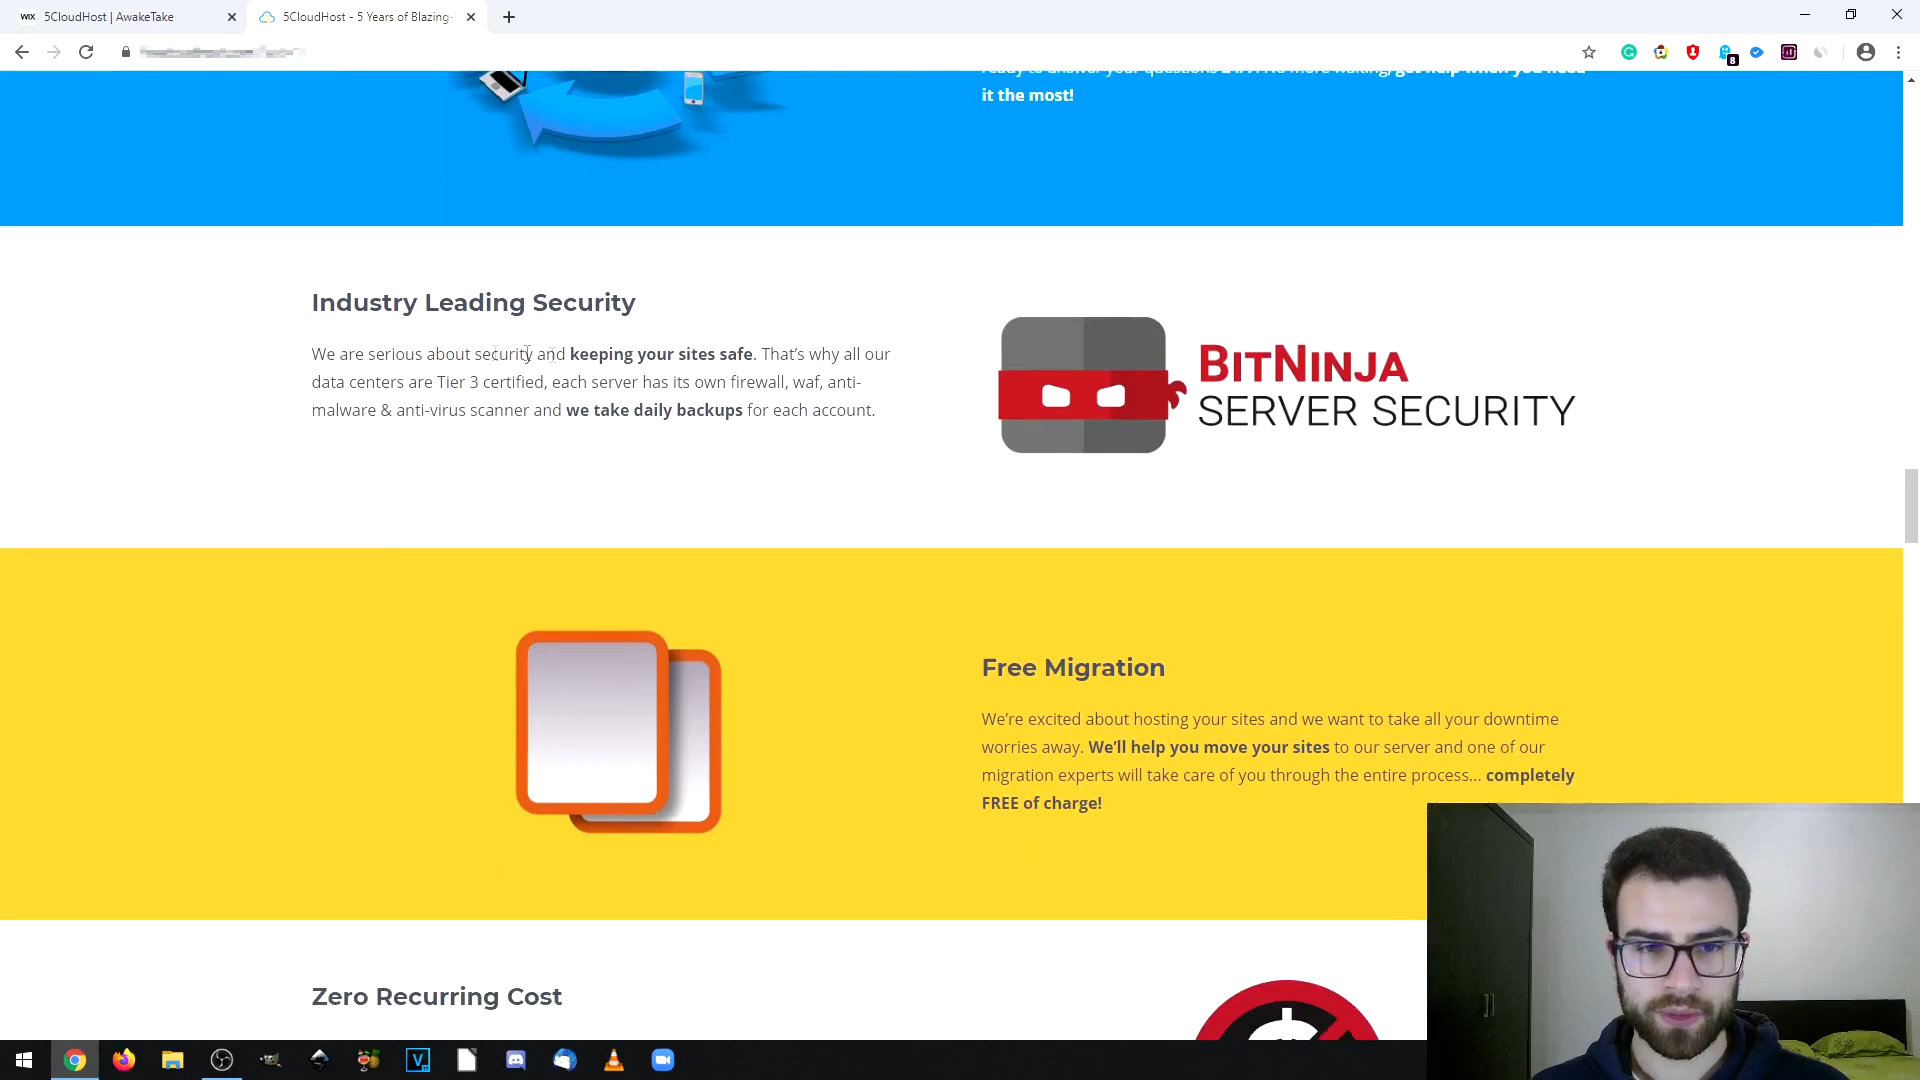 WIX 5CloudHost | AwakeTake
5CloudHost - 5 Years of Blazing-
8
it the most!
Industry Leading Security
We are serious about security and keeping your sites safe. That's why all our
data centers are Tier 3 certified, each server has its own firewall, waf, anti-
malware & anti-virus scanner and we take daily backups for each account.
BITNINJA
SERVER SECURITY
Free Migration
We're excited about hosting your sites and we want to take all your downtime
worries away. We'll help you move your sites to our server and one of our
migration experts will take care of you through the entire process... completely
FREE of charge!
Zero Recurring Cost